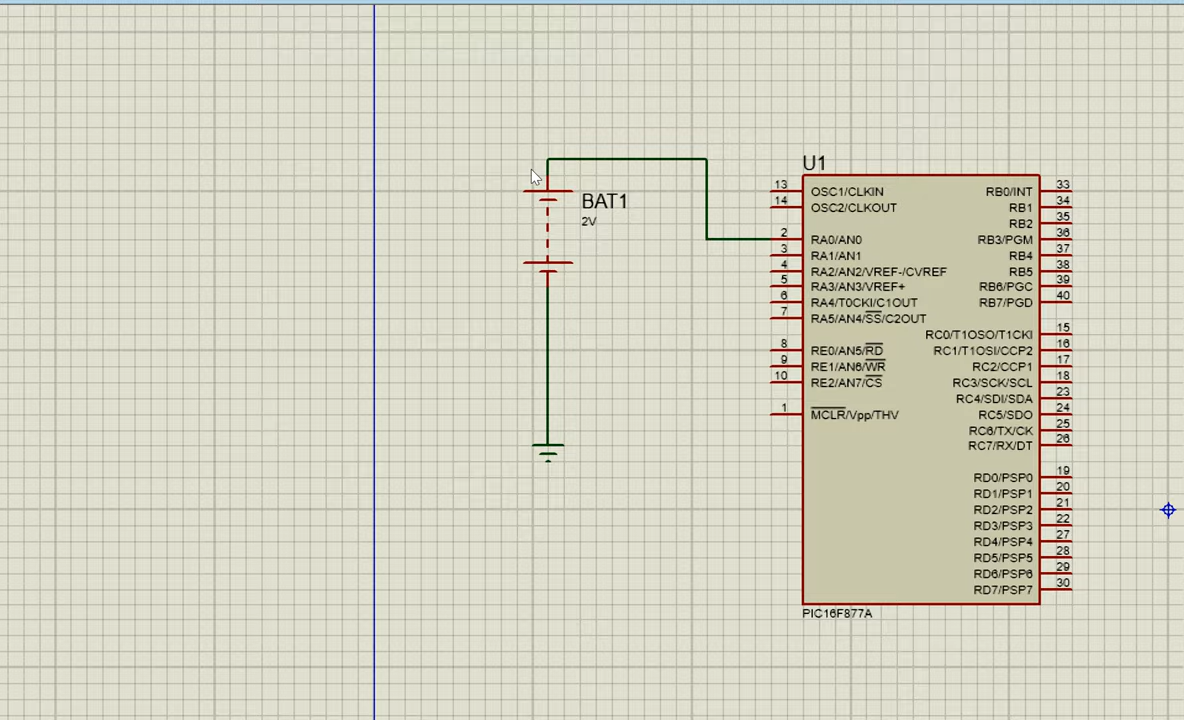 U1
BAT1
2V
13 OSC1/CLKIN
14 OSC2/CLKOUT
2 RA0/AN0
3 RA1/AN1
4 RA2/AN2/VREF-/CVREF
5 RA3/AN3/VREF+
6 RA4/T0CKI/C1OUT
7 RA5/AN4/SS/C2OUT
8 RE0/AN5/RD
9 RE1/AN6/WR
10 RE2/AN7/CS
1 MCLR/Vpp/THV
RB0/INT 33
RB1 34
RB2 35
RB3/PGM 36
RB4 37
RB5 38
RB6/PGC 39
RB7/PGD 40
RC0/T1OSO/T1CKI 15
RC1/T1OSI/CCP2 16
RC2/CCP1 17
RC3/SCK/SCL 18
RC4/SDI/SDA 23
RC5/SDO 24
RC6/TX/CK 25
RC7/RX/DT 26
RD0/PSP0 19
RD1/PSP1 20
RD2/PSP2 21
RD3/PSP3 22
RD4/PSP4 27
RD5/PSP5 28
RD6/PSP6 29
RD7/PSP7 30
PIC16F877A